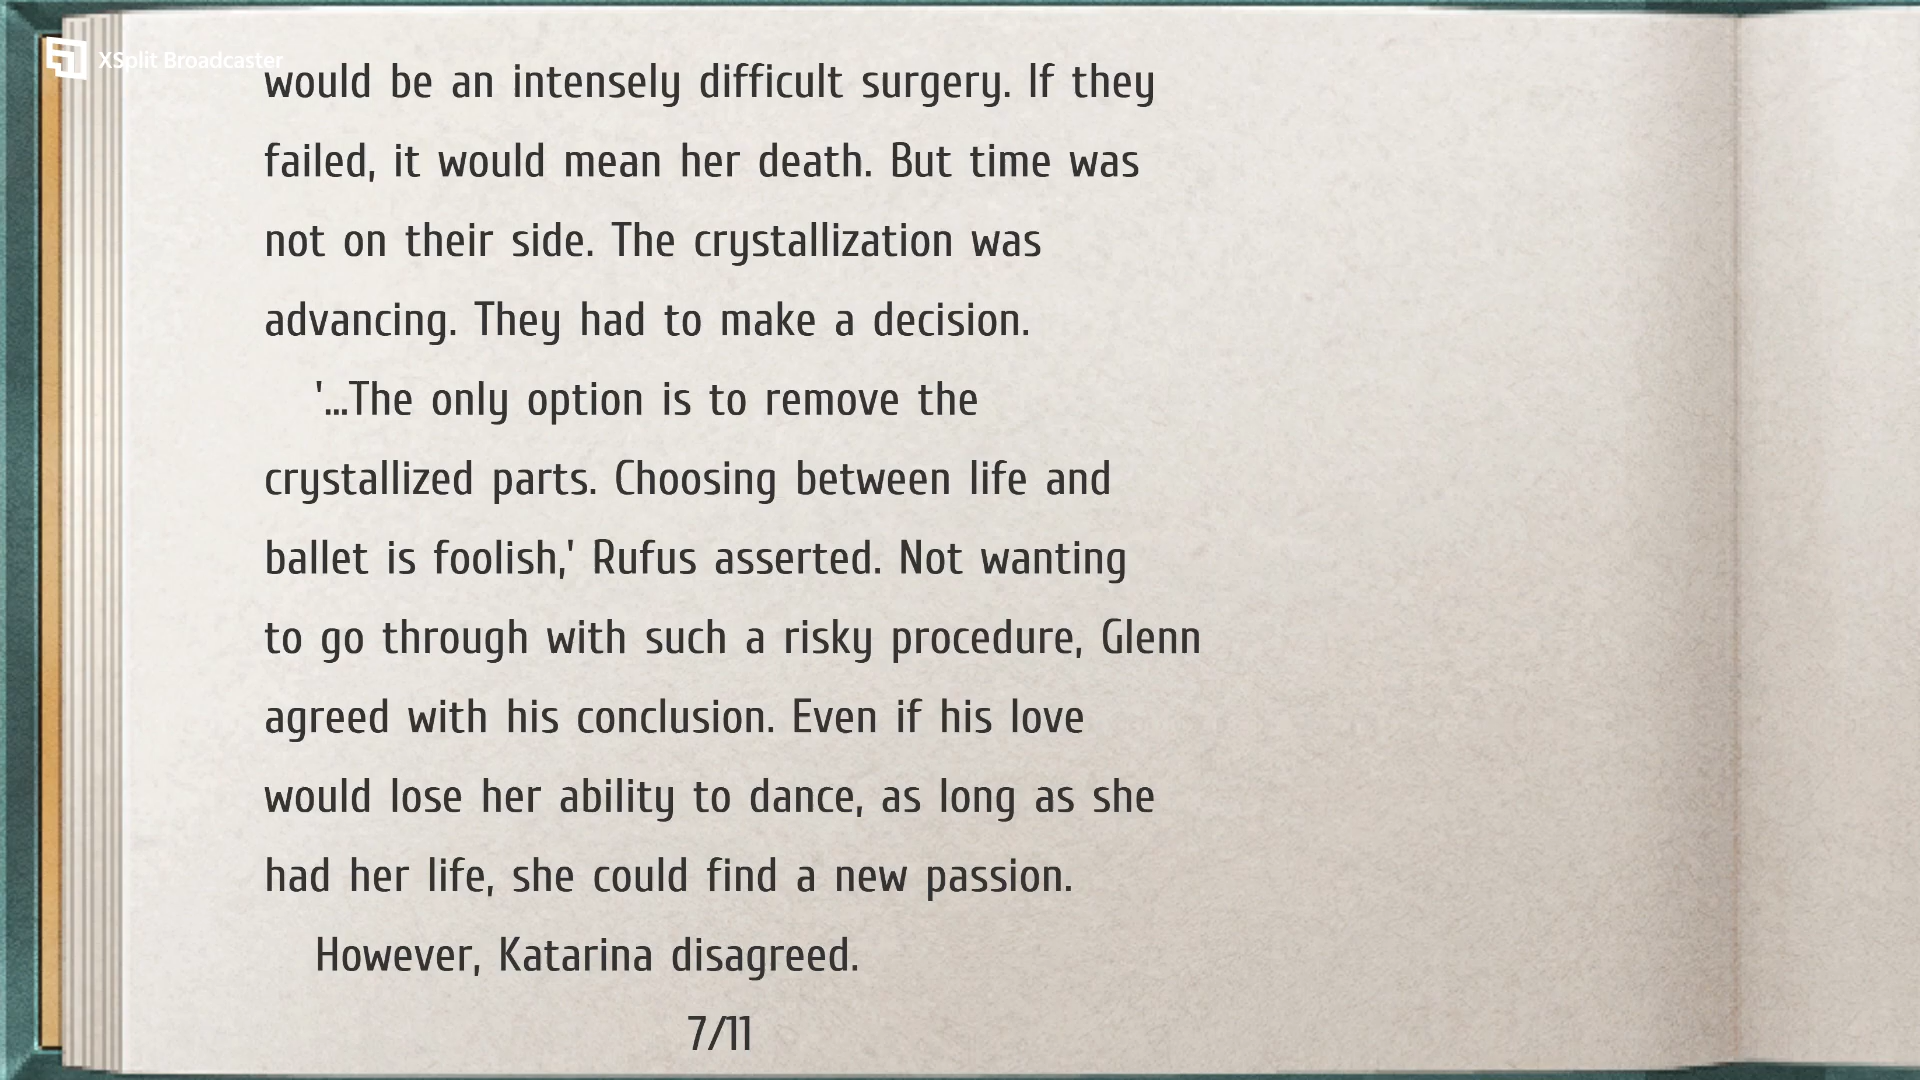 XSplit Broadcaster
would be an intensely difficult surgery. If they
failed, it would mean her death. But time was
not on their side. The crystallization was
advancing. They had to make a decision.
'...The only option is to remove the
crystallized parts. Choosing between life and
ballet is foolish,' Rufus asserted. Not wanting
to go through with such a risky procedure, Glenn
agreed with his conclusion. Even if his love
would lose her ability to dance, as long as she
had her life, she could find a new passion.
However, Katarina disagreed.
7/11